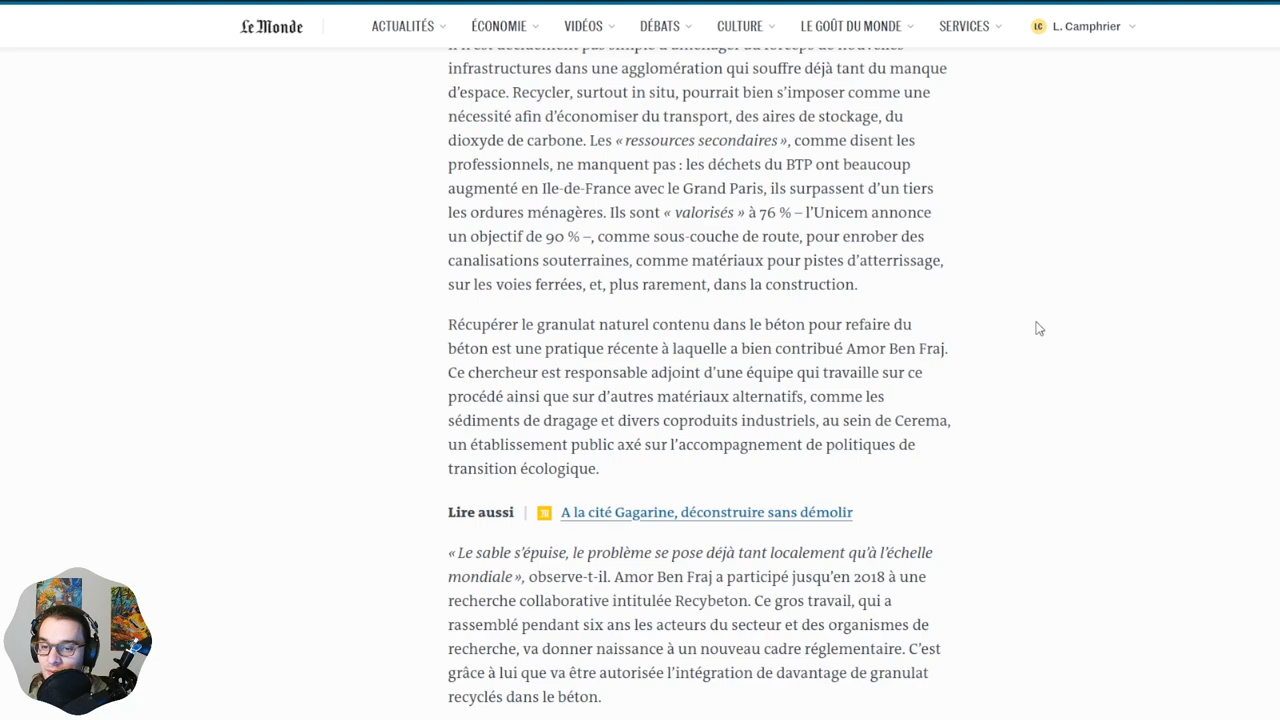 Le Monde
ACTUALITÉS
ÉCONOMIE
VIDÉOS
DÉBATS
CULTURE
LE GOÛT DU MONDE
SERVICES
LC
L. Camphrier
infrastructures dans une agglomération qui souffre déjà tant du manque
d’espace. Recycler, surtout in situ, pourrait bien s’imposer comme une
nécessité afin d’économiser du transport, des aires de stockage, du
dioxyde de carbone. Les « ressources secondaires », comme disent les
professionnels, ne manquent pas : les déchets du BTP ont beaucoup
augmenté en Ile-de-France avec le Grand Paris, ils surpassent d’un tiers
les ordures ménagères. Ils sont « valorisés » à 76 % – l’Unicem annonce
un objectif de 90 % –, comme sous-couche de route, pour enrober des
canalisations souterraines, comme matériaux pour pistes d’atterrissage,
sur les voies ferrées, et, plus rarement, dans la construction.
Récupérer le granulat naturel contenu dans le béton pour refaire du
béton est une pratique récente à laquelle a bien contribué Amor Ben Fraj.
Ce chercheur est responsable adjoint d’une équipe qui travaille sur ce
procédé ainsi que sur d’autres matériaux alternatifs, comme les
sédiments de dragage et divers coproduits industriels, au sein de Cerema,
un établissement public axé sur l’accompagnement de politiques de
transition écologique.
Lire aussi | A la cité Gagarine, déconstruire sans démolir
« Le sable s’épuise, le problème se pose déjà tant localement qu’à l’échelle
mondiale », observe-t-il. Amor Ben Fraj a participé jusqu’en 2018 à une
recherche collaborative intitulée Recybeton. Ce gros travail, qui a
rassemblé pendant six ans les acteurs du secteur et des organismes de
recherche, va donner naissance à un nouveau cadre réglementaire. C’est
grâce à lui que va être autorisée l’intégration de davantage de granulat
recyclés dans le béton.